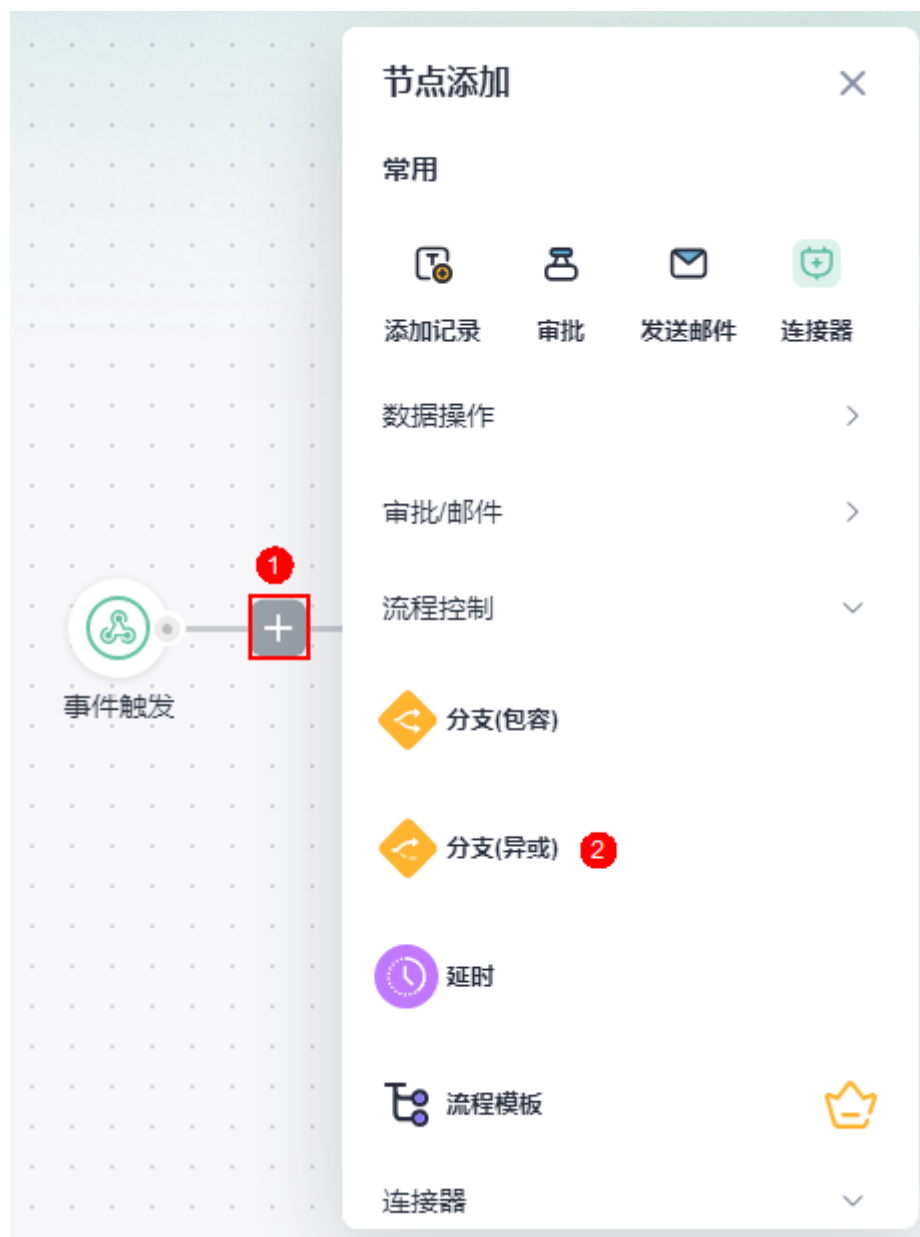 节点添加
常用
添加记录 审批 发送邮件 连接器
数据操作
审批/邮件
1
流程控制
事件触发
分支(包容)
分支(异或) 2
延时
流程模板
连接器